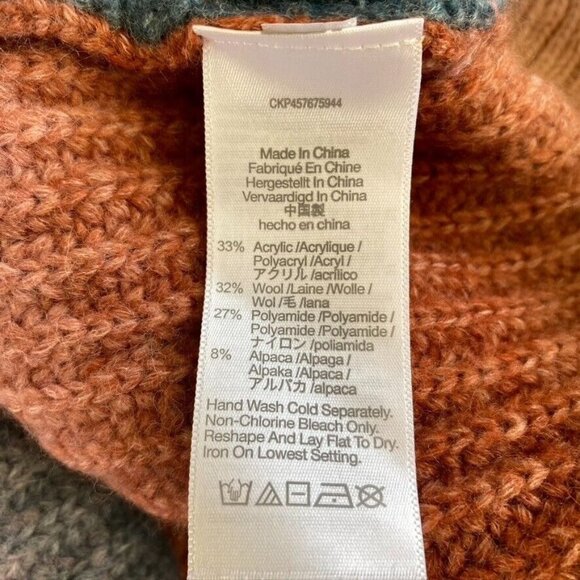 CKP457675944
Made In China
Fabriqué En Chine
Hergestellt In China
Vervaardigd In China
中国製
hecho en china
33% Acrylic /Acrylique /
Polyacryl /Acryl /
アクリル /acrílico
32% Wool /Laine /Wolle /
Wol /毛 /lana
27% Polyamide /Polyamide /
Polyamide /Polyamide /
ナイロン /poliamida
8% Alpaca /Alpaga /
Alpaka /Alpaca /
アルパカ /alpaca
Hand Wash Cold Separately.
Non-Chlorine Bleach Only.
Reshape And Lay Flat To Dry.
Iron On Lowest Setting.